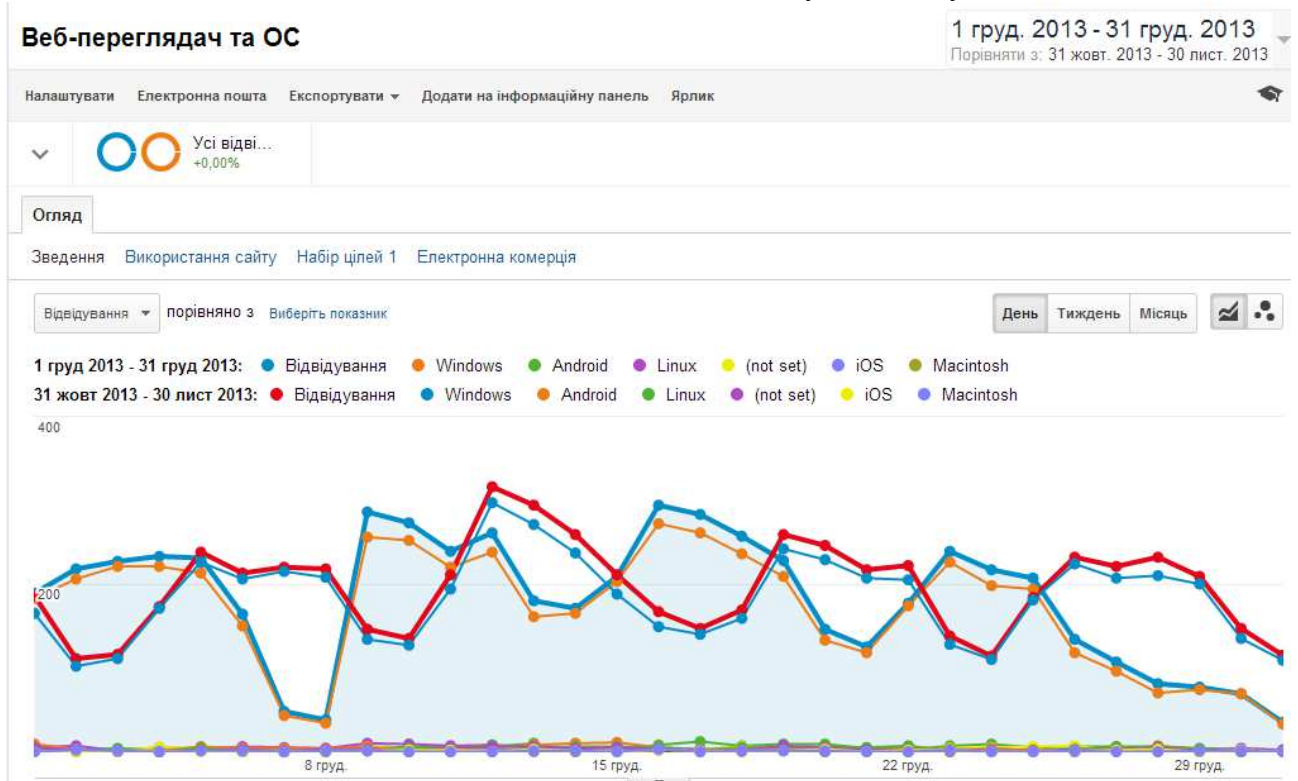 Веб-переглядач та ОС
1 груд. 2013 - 31 груд. 2013
Порівняти з: 31 жовт. 2013 - 30 лист. 2013
Налаштувати Електронна пошта Експортувати Додати на інформаційну панель Ярлик
Усі відві...
+0,00%
Огляд
Зведення Використання сайту Набір цілей 1 Електронна комерція
Відвідування порівняно з Виберіть показник День Тиждень Місяць
1 груд 2013 - 31 груд 2013: Відвідування Windows Android Linux (not set) iOS Macintosh
31 жовт 2013 - 30 лист 2013: Відвідування Windows Android Linux (not set) iOS Macintosh
400
200
8 груд. 15 груд. 22 груд. 29 груд.